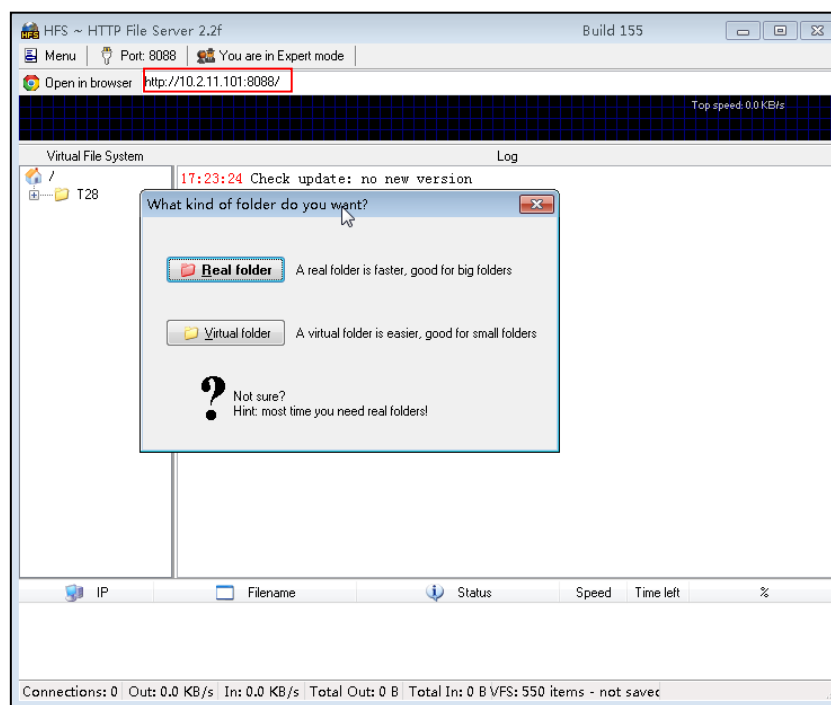 HFS ~ HTTP File Server 2.2f Build 155
Menu Port: 8088 You are in Expert mode
Open in browser http://10.2.11.101:8088/
Top speed: 0.0 KB/s
Virtual File System Log
/ 17:23:24 Check update: no new version
T28
What kind of folder do you want?
Real folder A real folder is faster, good for big folders
Virtual folder A virtual folder is easier, good for small folders
? Not sure?
Hint: most time you need real folders!
IP Filename Status Speed Time left %
Connections: 0 Out: 0.0 KB/s In: 0.0 KB/s Total Out: 0 B Total In: 0 B VFS: 550 items - not saved